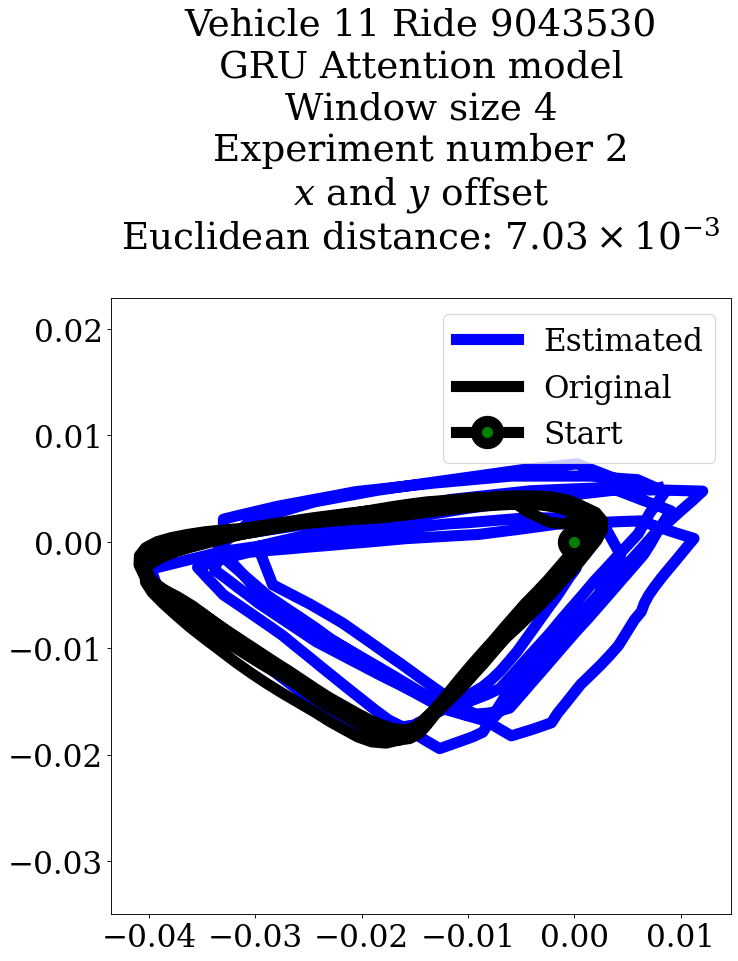 Vehicle 11 Ride 9043530
GRU Attention model
Window size 4
Experiment number 2
x and y offset
Euclidean distance: 7.03 × 10⁻³
Estimated
Original
Start
0.02
0.01
0.00
−0.01
−0.02
−0.03
−0.04 −0.03 −0.02 −0.01 0.00 0.01